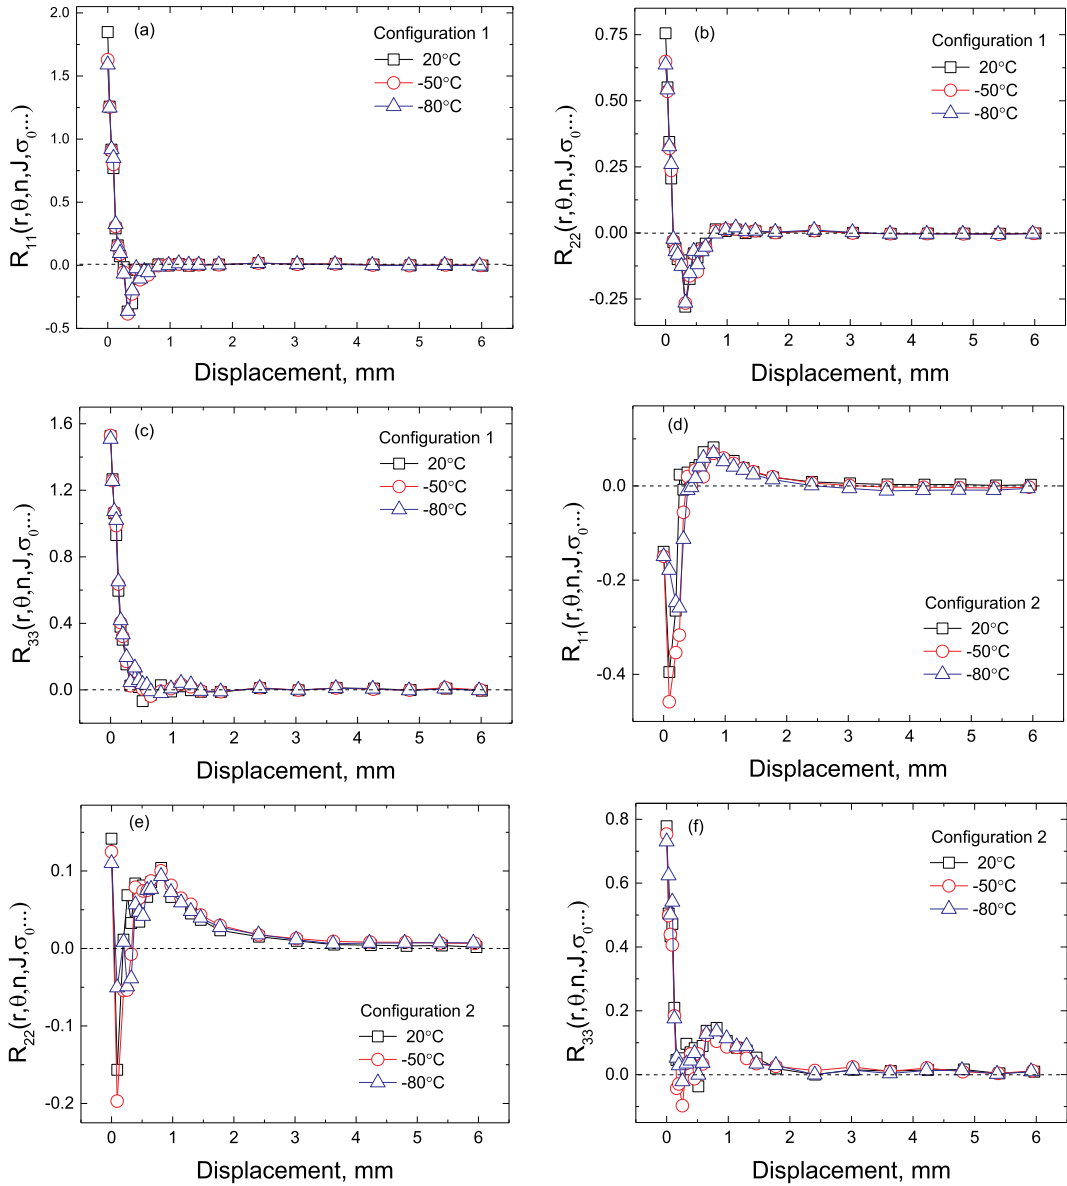 (a)
Configuration 1
20°C
-50°C
-80°C
2.0
1.5
1.0
0.5
0.0
-0.5
R11(r,θ,n,J,σ0...)
0 1 2 3 4 5 6
Displacement, mm
(b)
Configuration 1
20°C
-50°C
-80°C
0.75
0.50
0.25
0.00
-0.25
R22(r,θ,n,J,σ0...)
0 1 2 3 4 5 6
Displacement, mm
(c)
Configuration 1
20°C
-50°C
-80°C
1.6
1.2
0.8
0.4
0.0
R33(r,θ,n,J,σ0...)
0 1 2 3 4 5 6
Displacement, mm
(d)
0.0
-0.2
-0.4
R11(r,θ,n,J,σ0...)
Configuration 2
20°C
-50°C
-80°C
0 1 2 3 4 5 6
Displacement, mm
(e)
0.1
0.0
-0.1
-0.2
R22(r,θ,n,J,σ0...)
Configuration 2
20°C
-50°C
-80°C
0 1 2 3 4 5 6
Displacement, mm
(f)
Configuration 2
20°C
-50°C
-80°C
0.8
0.6
0.4
0.2
0.0
R33(r,θ,n,J,σ0...)
0 1 2 3 4 5 6
Displacement, mm